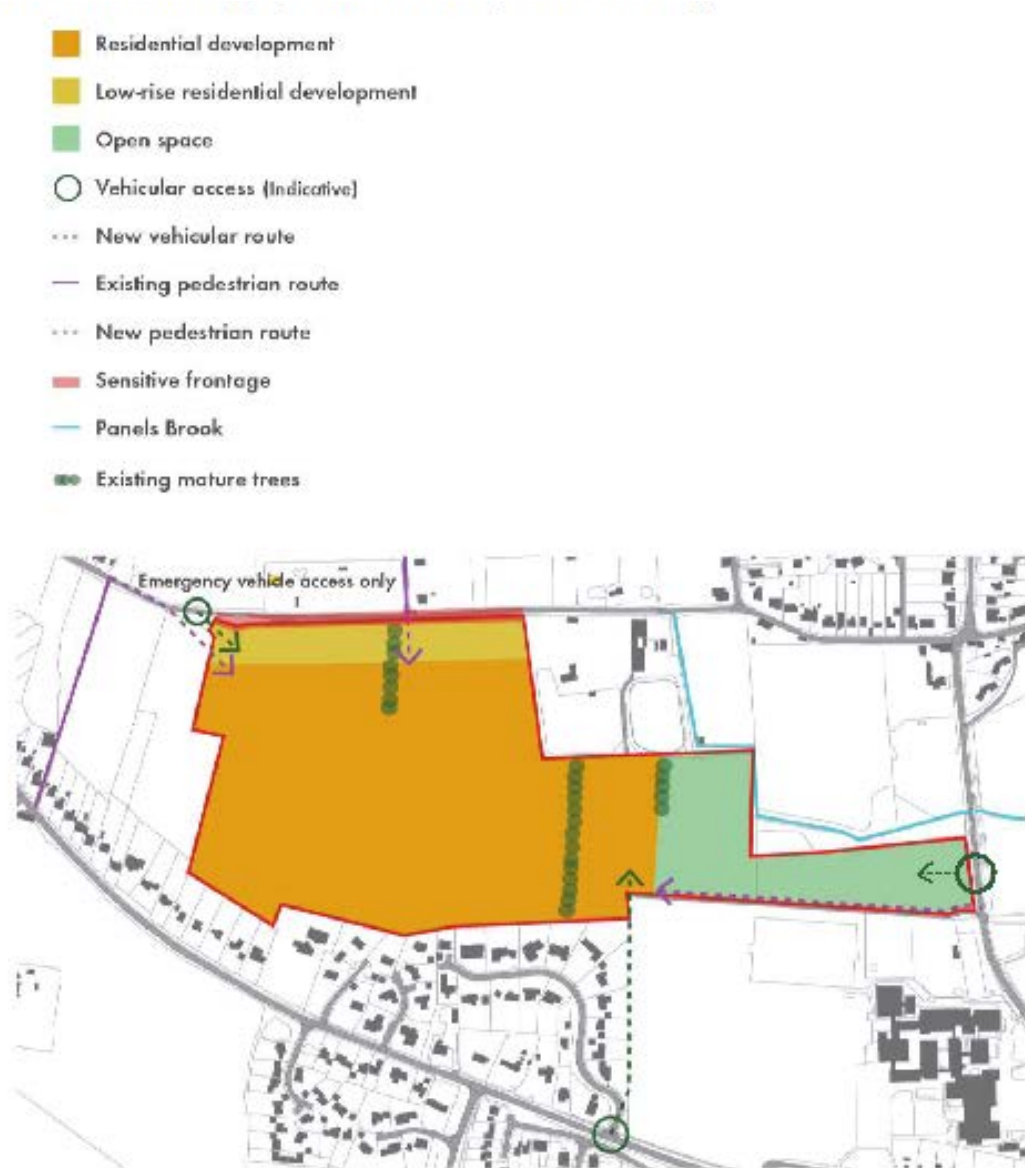 Residential development
Low-rise residential development
Open space
Vehicular access (Indicative)
New vehicular route
Existing pedestrian route
New pedestrian route
Sensitive frontage
Panels Brook
Existing mature trees
Emergency vehicle access only